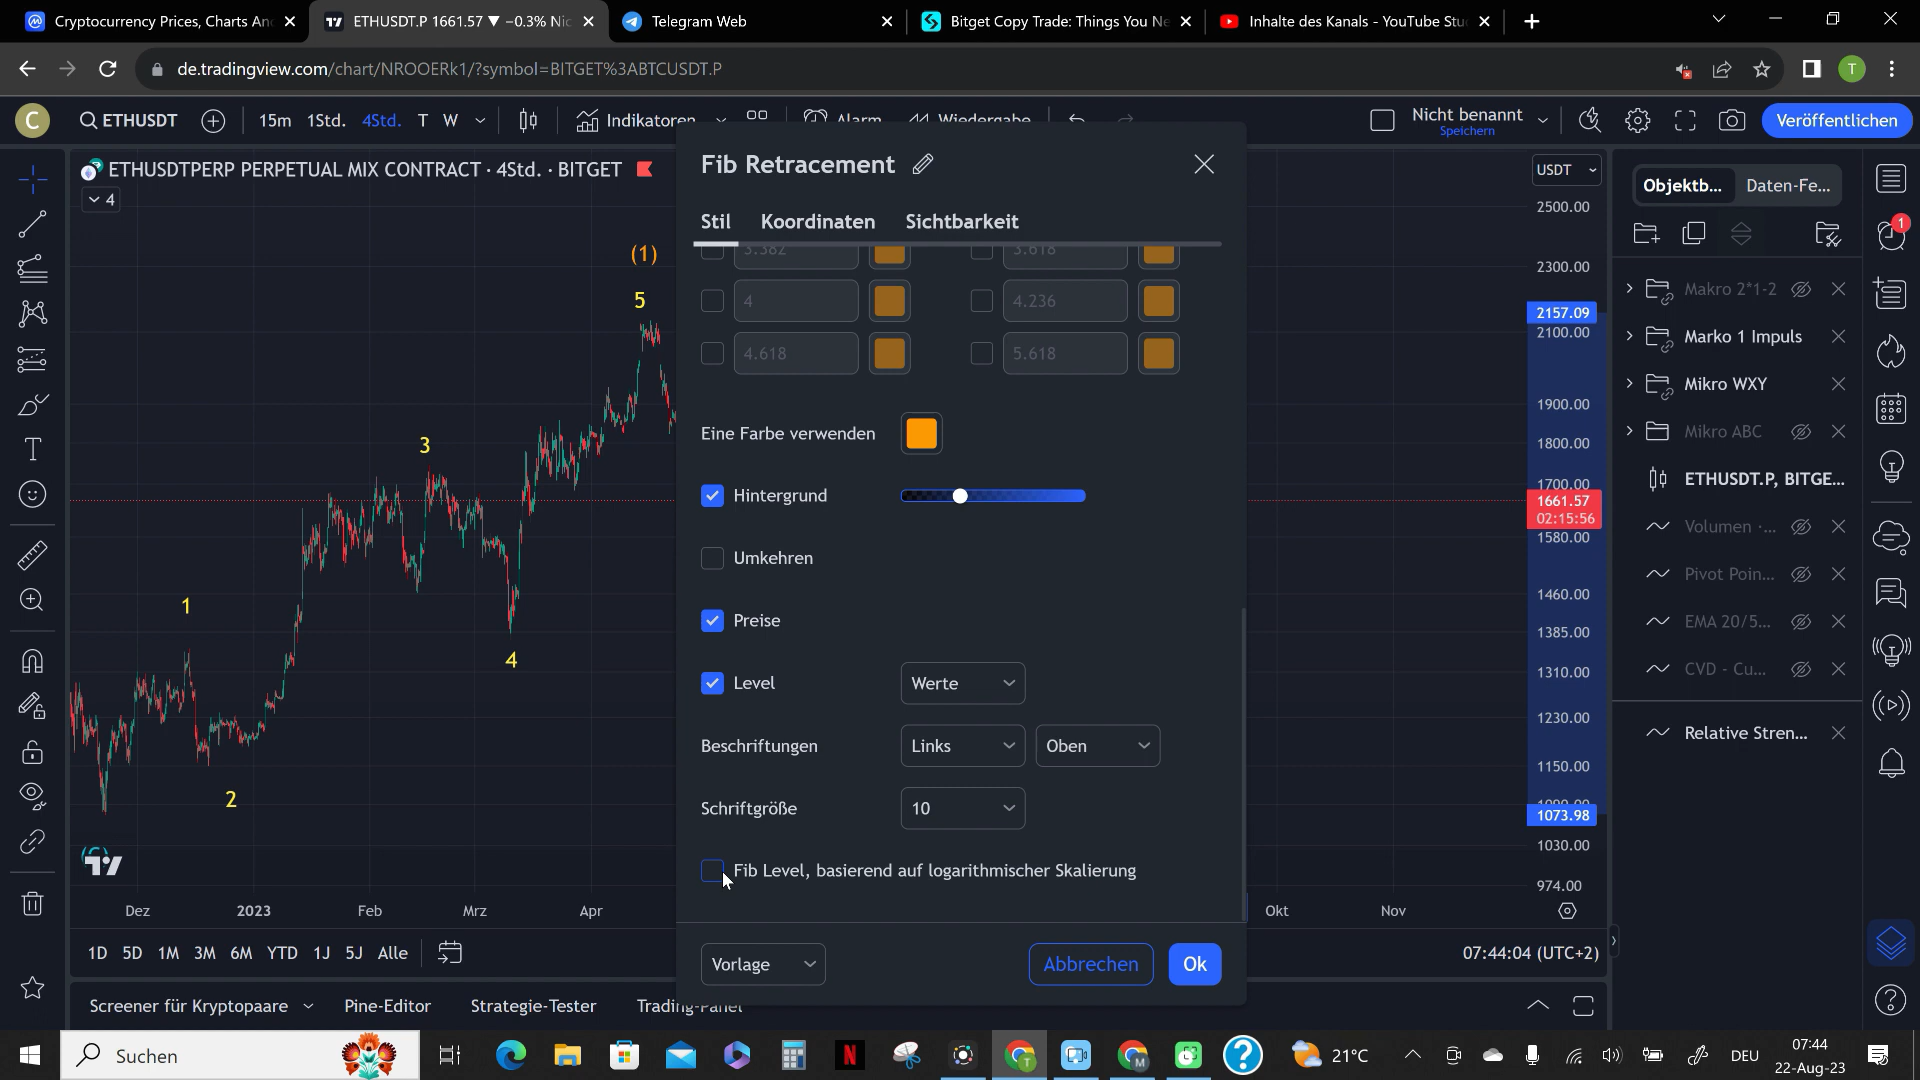 Cryptocurrency Prices, Charts An
ETHUSDT.P 1661.57 ▼ −0.3% Nic
Telegram Web
Bitget Copy Trade: Things You Ne
Inhalte des Kanals - YouTube Stu
de.tradingview.com/chart/NROOERk1/?symbol=BITGET%3ABTCUSDT.P
T
C
ETHUSDT
15m
1Std.
4Std.
T
W
Indikatoren
Alarm
Wiedergabe
Nicht benannt
Speichern
Veröffentlichen
ETHUSDTPERP PERPETUAL MIX CONTRACT · 4Std. · BITGET
4
(1)
5
3
1
4
2
Dez
2023
Feb
Mrz
Apr
Okt
Nov
Fib Retracement
Stil
Koordinaten
Sichtbarkeit
3.382
3.618
4
4.236
4.618
5.618
Eine Farbe verwenden
Hintergrund
Umkehren
Preise
Level
Werte
Beschriftungen
Links
Oben
Schriftgröße
10
Fib Level, basierend auf logarithmischer Skalierung
Vorlage
Abbrechen
Ok
USDT
2500.00
2300.00
2157.09
2100.00
1900.00
1800.00
1700.00
1661.57
02:15:56
1580.00
1460.00
1385.00
1310.00
1230.00
1150.00
1073.98
1030.00
974.00
Objektb...
Daten-Fe...
1
Makro 2*1-2
Marko 1 Impuls
Mikro WXY
Mikro ABC
ETHUSDT.P, BITGE...
Volumen ·...
Pivot Poin...
EMA 20/5...
CVD - Cu...
Relative Stren...
1D
5D
1M
3M
6M
YTD
1J
5J
Alle
07:44:04 (UTC+2)
Screener für Kryptopaare
Pine-Editor
Strategie-Tester
Trading-Panel
Suchen
21°C
DEU
07:44
22-Aug-23